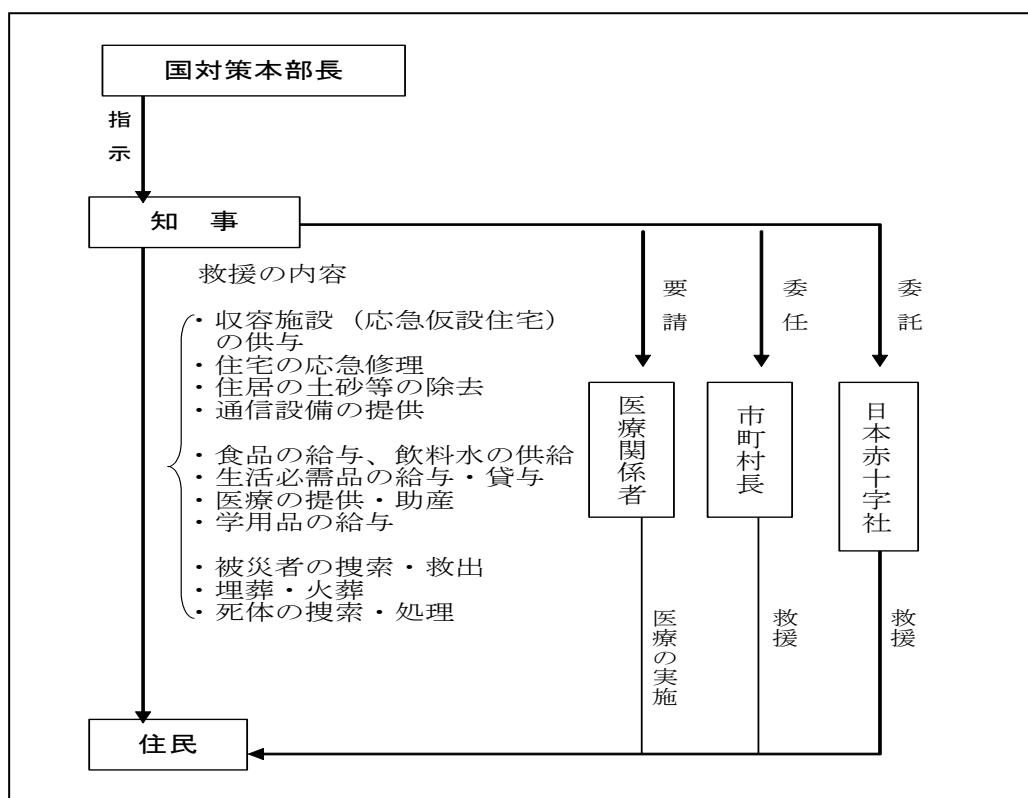 国対策本部長
指示
知　事
救援の内容
・収容施設（応急仮設住宅）
の供与
・住宅の応急修理
・住居の土砂等の除去
・通信設備の提供
・食品の給与、飲料水の供給
・生活必需品の給与・貸与
・医療の提供・助産
・学用品の給与
・被災者の捜索・救出
・埋葬・火葬
・死体の捜索・処理
要請
委任
委託
医療関係者
市町村長
日本赤十字社
医療の実施
救援
救援
住民